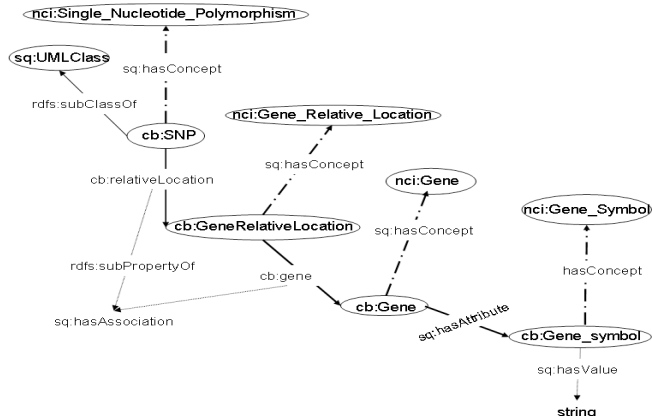 nci:Single_Nucleotide_Polymorphism
sq:UMLClass
sq:hasConcept
rdfs:subClassOf
nci:Gene_Relative_Location
cb:SNP
sq:hasConcept
cb:relativeLocation
nci:Gene
nci:Gene_Symbol
cb:GeneRelativeLocation
sq:hasConcept
rdfs:subPropertyOf
cb:gene
hasConcept
cb:Gene
sq:hasAssociation
sq:hasAttribute
cb:Gene_symbol
sq:hasValue
string